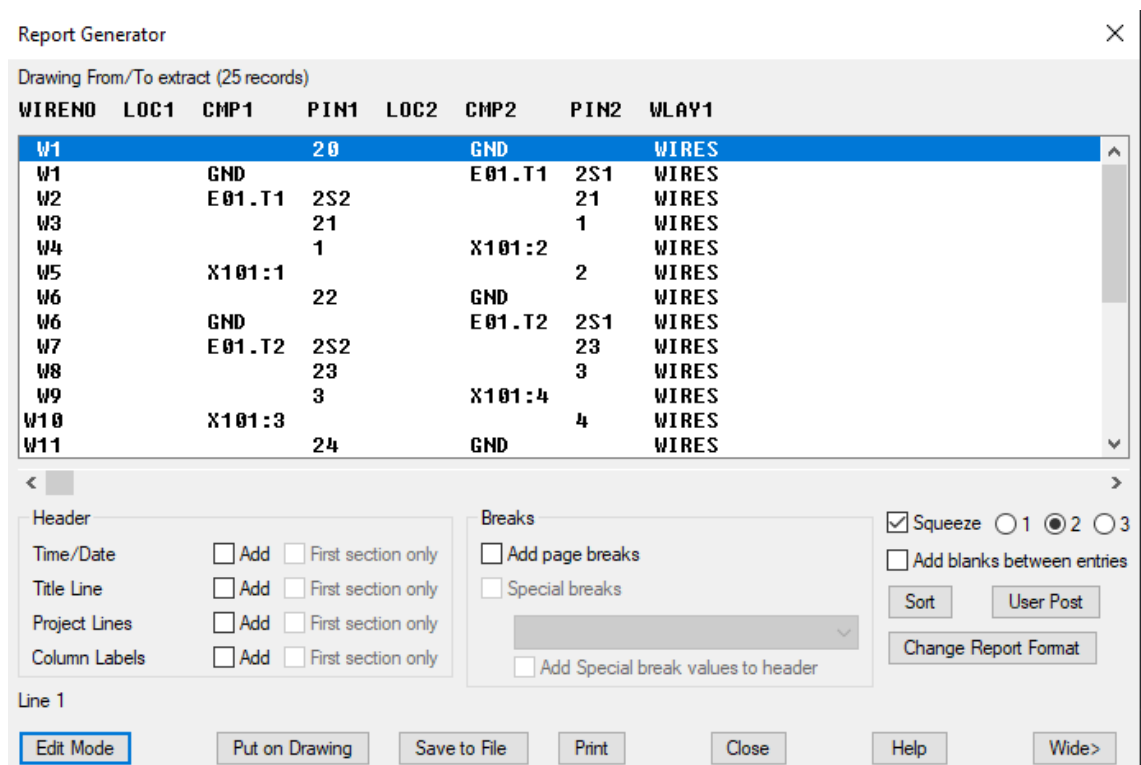 Report Generator
Drawing From/To extract (25 records)
WIRENO LOC1 CMP1 PIN1 LOC2 CMP2 PIN2 WLAY1
W1 20 GND WIRES
W1 GND E01.T1 2S1 WIRES
W2 E01.T1 2S2 21 WIRES
W3 21 1 WIRES
W4 1 X101:2 WIRES
W5 X101:1 2 WIRES
W6 22 GND WIRES
W6 GND E01.T2 2S1 WIRES
W7 E01.T2 2S2 23 WIRES
W8 23 3 WIRES
W9 3 X101:4 WIRES
W10 X101:3 4 WIRES
W11 24 GND WIRES
Header Breaks Squeeze 1 2 3
Time/Date Add First section only Add page breaks Add blanks between entries
Title Line Add First section only Special breaks Sort User Post
Project Lines Add First section only
Column Labels Add First section only Add Special break values to header Change Report Format
Line 1
Edit Mode Put on Drawing Save to File Print Close Help Wide>